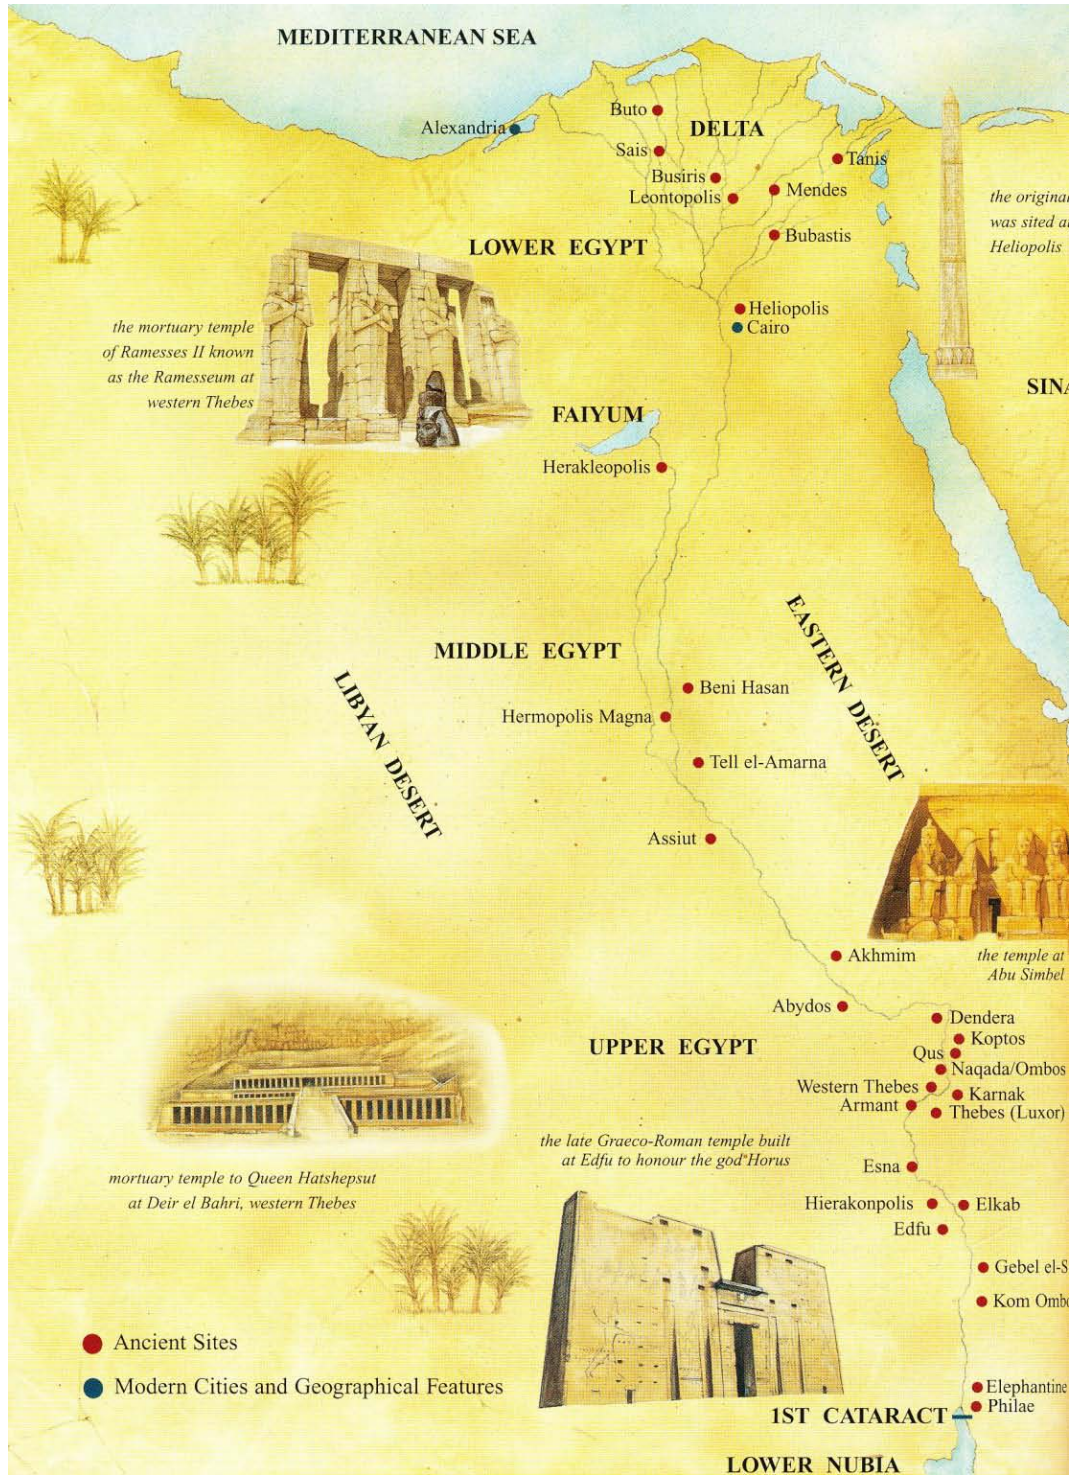 MEDITERRANEAN SEA
Buto
Alexandria
DELTA
Sais
Tanis
Busiris
Mendes
Leontopolis
the original
was sited a
Heliopolis
Bubastis
LOWER EGYPT
Heliopolis
Cairo
the mortuary temple
of Ramesses II known
as the Ramesseum at
western Thebes
SINA
FAIYUM
Herakleopolis
EASTERN DESERT
MIDDLE EGYPT
LIBYAN DESERT
Beni Hasan
Hermopolis Magna
Tell el-Amarna
Assiut
Akhmim
the temple at
Abu Simbel
Abydos
Dendera
UPPER EGYPT
Koptos
Qus
Naqada/Ombos
Western Thebes
Karnak
Armant
Thebes (Luxor)
the late Graeco-Roman temple built
at Edfu to honour the god Horus
Esna
mortuary temple to Queen Hatshepsut
at Deir el Bahri, western Thebes
Hierakonpolis
Elkab
Edfu
Gebel el-S
Kom Ombo
Ancient Sites
Modern Cities and Geographical Features
Elephantine
Philae
1ST CATARACT
LOWER NUBIA